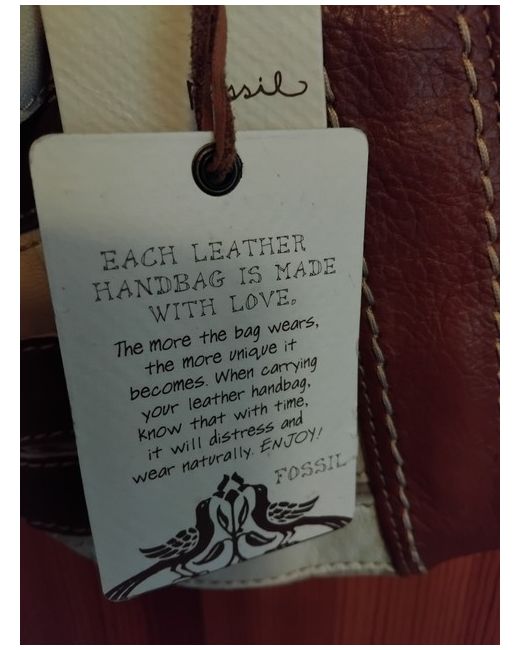 EACH LEATHER
HANDBAG IS MADE
WITH LOVE.
The more the bag wears,
the more unique it
becomes. When carrying
your leather handbag,
know that with time,
it will distress and
wear naturally. ENJOY!
FOSSIL